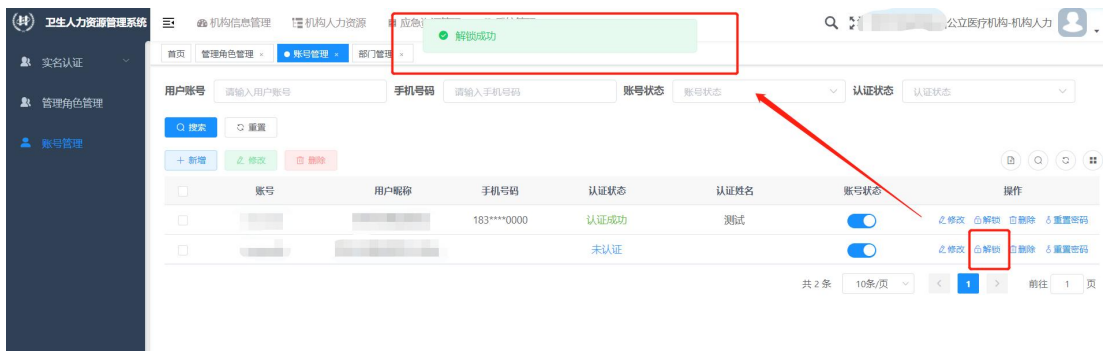 卫生人力资源管理系统
机构信息管理 机构人力资源
解锁成功
公立医疗机构-机构人力
首页 管理角色管理 × 账号管理 × 部门管理 ×
实名认证
管理角色管理
账号管理
用户账号 请输入用户账号 手机号码 请输入手机号码 账号状态 账号状态 认证状态 认证状态
搜索 重置
+ 新增 修改 删除
账号 用户昵称 手机号码 认证状态 认证姓名 账号状态 操作
183****0000 认证成功 测试 修改 解锁 删除 重置密码
未认证 修改 解锁 删除 重置密码
共 2 条 10条/页 < 1 > 前往 1 页